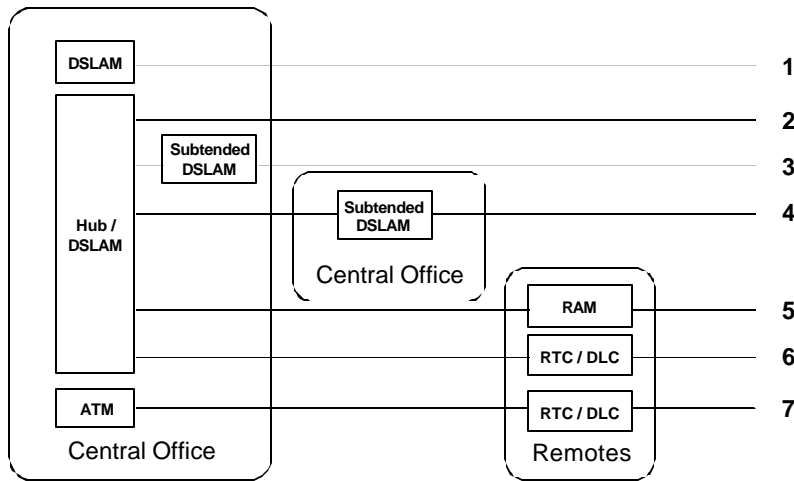 DSLAM
1
2
Subtended
DSLAM
3
Hub /
DSLAM
Subtended
DSLAM
4
Central Office
RAM
5
RTC / DLC
6
ATM
RTC / DLC
7
Central Office
Remotes